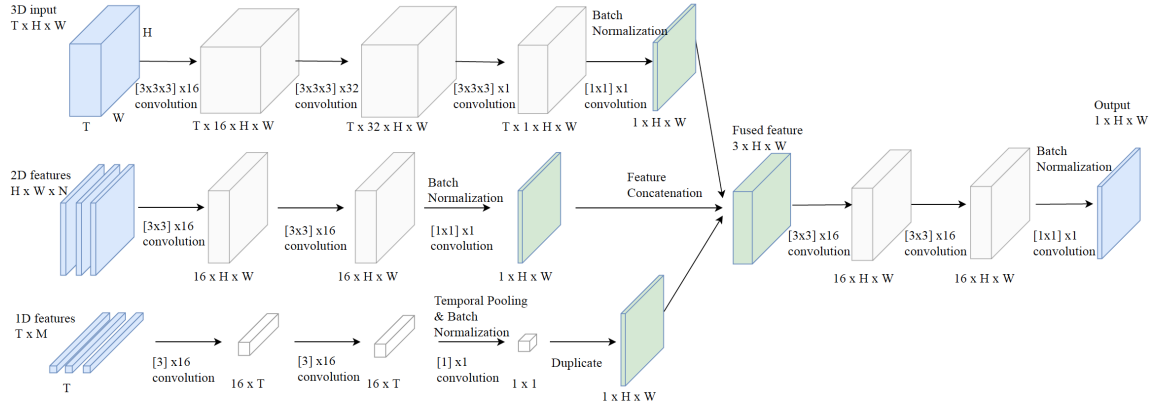 3D input
T x H x W
H
W
T
[3x3x3] x16
convolution
T x 16 x H x W
[3x3x3] x32
convolution
T x 32 x H x W
[3x3x3] x1
convolution
T x 1 x H x W
Batch
Normalization
[1x1] x1
convolution
1 x H x W
2D features
H x W x N
[3x3] x16
convolution
16 x H x W
[3x3] x16
convolution
16 x H x W
Batch
Normalization
[1x1] x1
convolution
1 x H x W
Feature
Concatenation
1D features
T x M
T
[3] x16
convolution
16 x T
[3] x16
convolution
16 x T
Temporal Pooling
& Batch
Normalization
[1] x1
convolution
1 x 1
Duplicate
1 x H x W
Fused feature
3 x H x W
[3x3] x16
convolution
16 x H x W
[3x3] x16
convolution
16 x H x W
Batch
Normalization
[1x1] x1
convolution
Output
1 x H x W